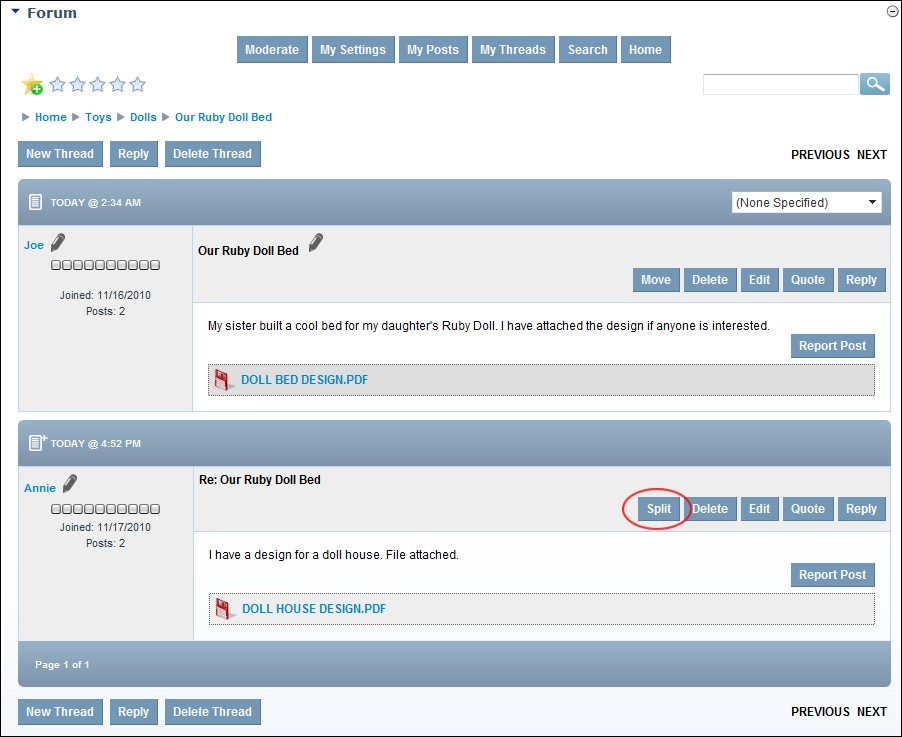 Forum
Moderate My Settings My Posts My Threads Search Home
Home Toys Dolls Our Ruby Doll Bed
New Thread Reply Delete Thread PREVIOUS NEXT
TODAY @ 2:34 AM (None Specified)
Joe
Joined: 11/16/2010
Posts: 2
Our Ruby Doll Bed
Move Delete Edit Quote Reply
My sister built a cool bed for my daughter's Ruby Doll. I have attached the design if anyone is interested.
Report Post
DOLL BED DESIGN.PDF
TODAY @ 4:52 PM
Annie
Joined: 11/17/2010
Posts: 2
Re: Our Ruby Doll Bed
Split Delete Edit Quote Reply
I have a design for a doll house. File attached.
Report Post
DOLL HOUSE DESIGN.PDF
Page 1 of 1
New Thread Reply Delete Thread PREVIOUS NEXT